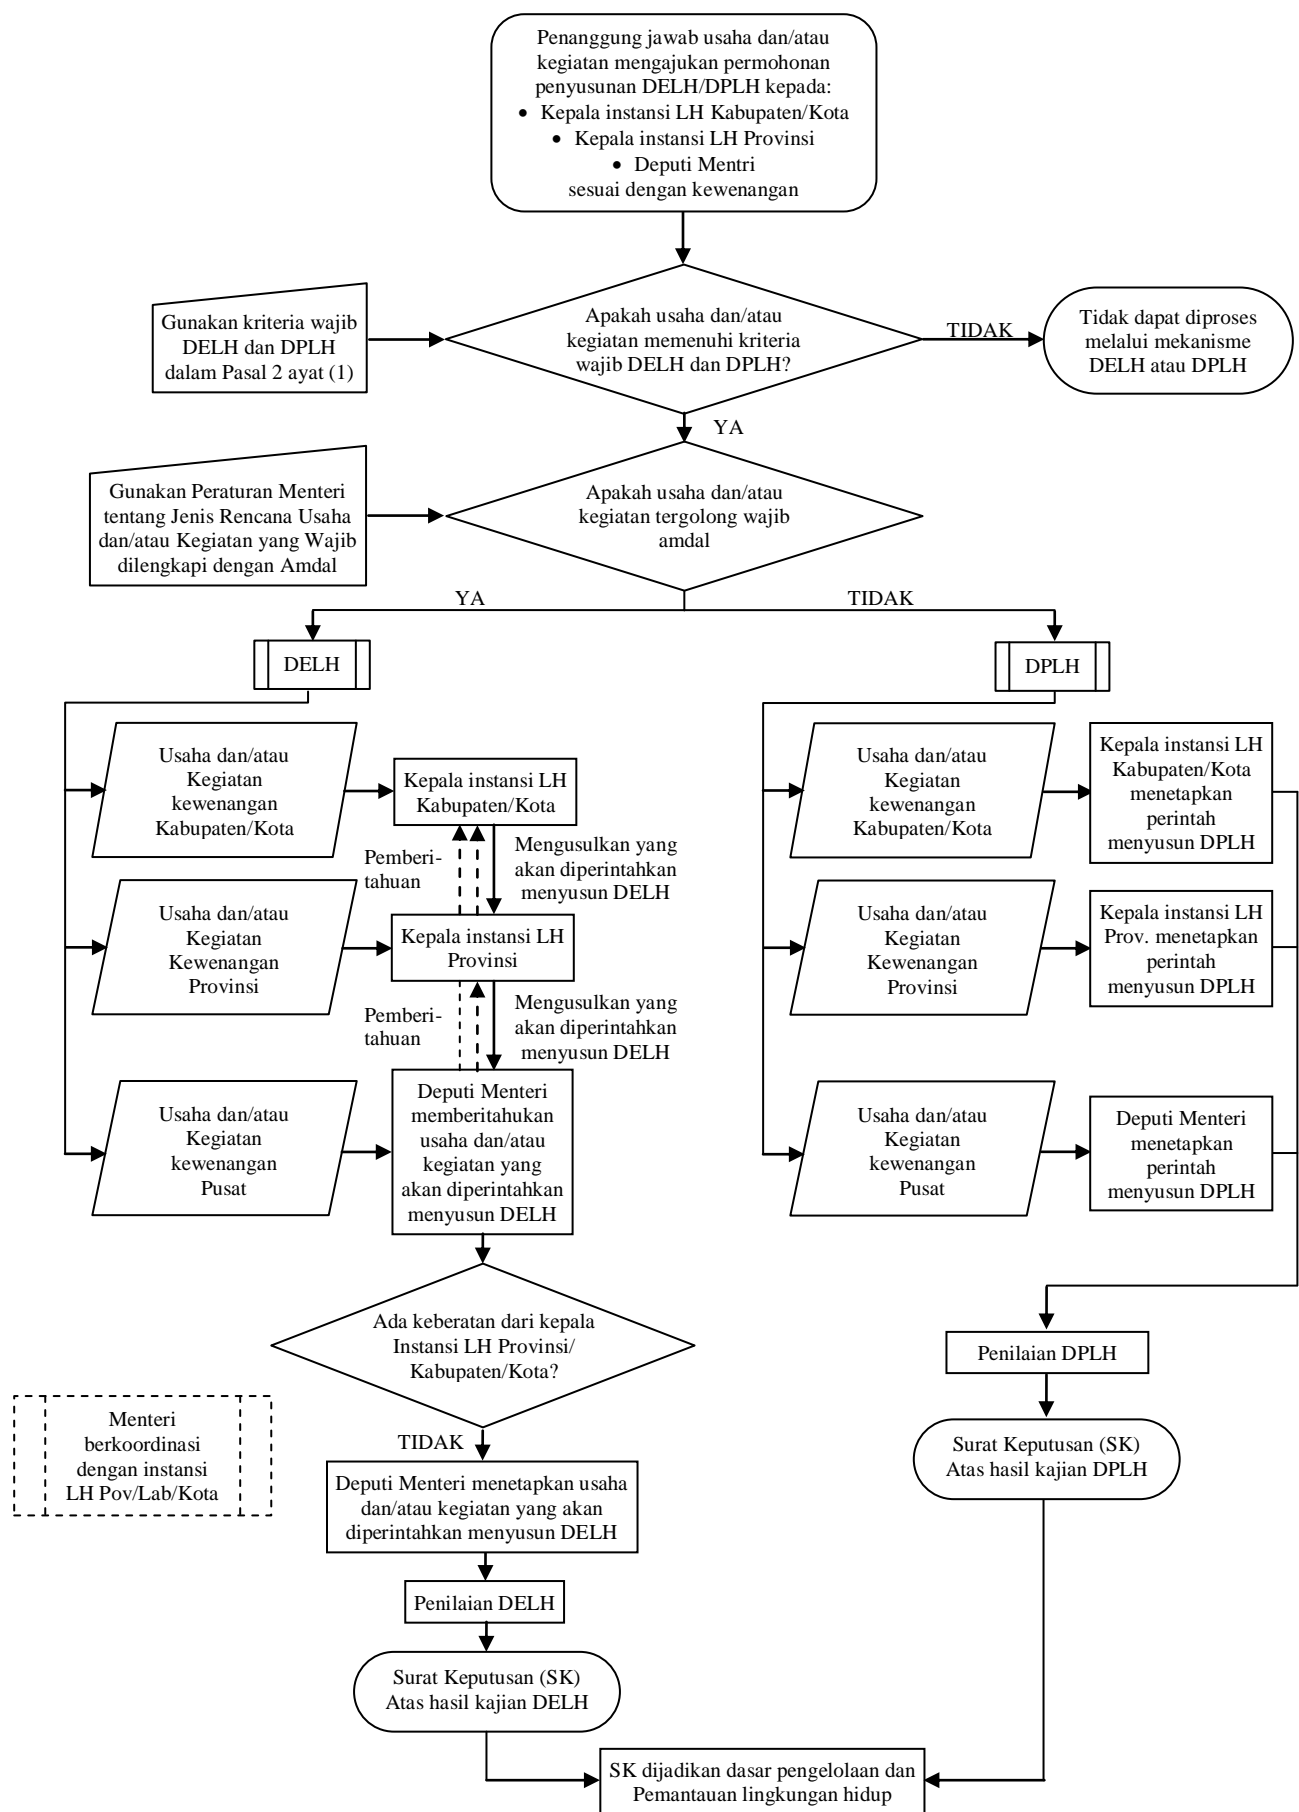 Penanggung jawab usaha dan/atau
kegiatan mengajukan permohonan
penyusunan DELH/DPLH kepada:
• Kepala instansi LH Kabupaten/Kota
• Kepala instansi LH Provinsi
• Deputi Mentri
sesuai dengan kewenangan
Gunakan kriteria wajib
DELH dan DPLH
dalam Pasal 2 ayat (1)
Apakah usaha dan/atau
kegiatan memenuhi kriteria
wajib DELH dan DPLH?
TIDAK
Tidak dapat diproses
melalui mekanisme
DELH atau DPLH
YA
Gunakan Peraturan Menteri
tentang Jenis Rencana Usaha
dan/atau Kegiatan yang Wajib
dilengkapi dengan Amdal
Apakah usaha dan/atau
kegiatan tergolong wajib
amdal
YA
TIDAK
DELH
DPLH
Usaha dan/atau
Kegiatan
kewenangan
Kabupaten/Kota
Kepala instansi LH
Kabupaten/Kota
Pemberi-
tahuan
Mengusulkan yang
akan diperintahkan
menyusun DELH
Usaha dan/atau
Kegiatan
Kewenangan
Provinsi
Kepala instansi LH
Provinsi
Pemberi-
tahuan
Mengusulkan yang
akan diperintahkan
menyusun DELH
Usaha dan/atau
Kegiatan
kewenangan
Pusat
Deputi Menteri
memberitahukan
usaha dan/atau
kegiatan yang
akan diperintahkan
menyusun DELH
Usaha dan/atau
Kegiatan
kewenangan
Kabupaten/Kota
Kepala instansi LH
Kabupaten/Kota
menetapkan
perintah
menyusun DPLH
Usaha dan/atau
Kegiatan
Kewenangan
Provinsi
Kepala instansi LH
Prov. menetapkan
perintah
menyusun DPLH
Usaha dan/atau
Kegiatan
kewenangan
Pusat
Deputi Menteri
menetapkan
perintah
menyusun DPLH
Ada keberatan dari kepala
Instansi LH Provinsi/
Kabupaten/Kota?
Menteri
berkoordinasi
dengan instansi
LH Pov/Lab/Kota
TIDAK
Deputi Menteri menetapkan usaha
dan/atau kegiatan yang akan
diperintahkan menyusun DELH
Penilaian DELH
Surat Keputusan (SK)
Atas hasil kajian DELH
Penilaian DPLH
Surat Keputusan (SK)
Atas hasil kajian DPLH
SK dijadikan dasar pengelolaan dan
Pemantauan lingkungan hidup